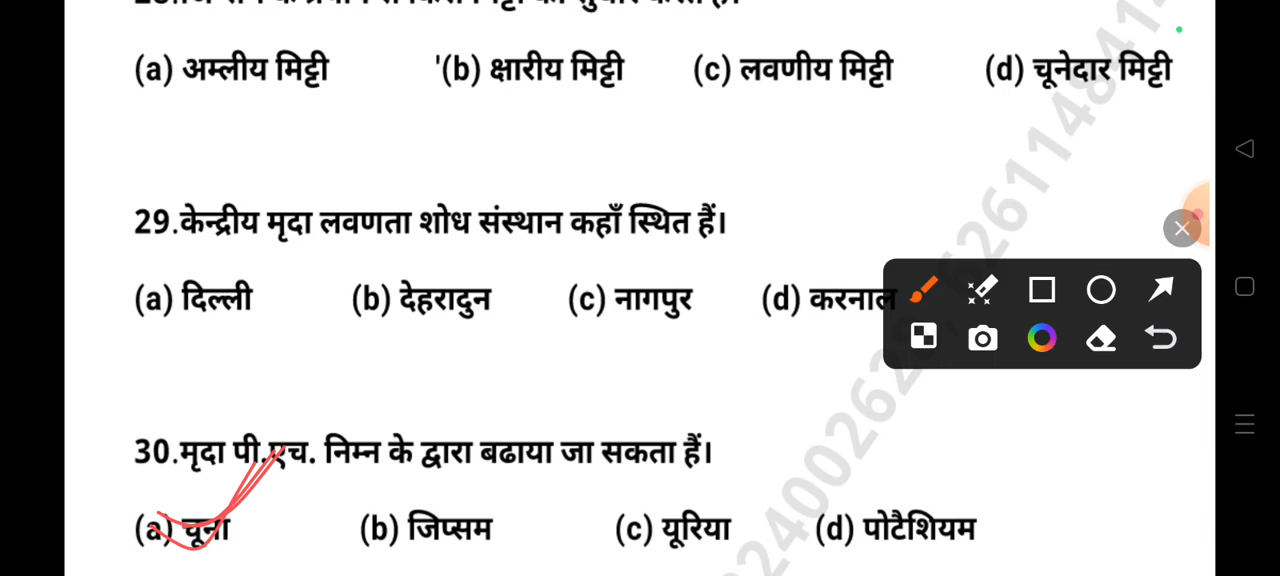 (a) अम्लीय मिट्टी '(b) क्षारीय मिट्टी (c) लवणीय मिट्टी (d) चूनेदार मिट्टी
29.केन्द्रीय मृदा लवणता शोध संस्थान कहाँ स्थित हैं।
(a) दिल्ली (b) देहरादुन (c) नागपुर (d) करनाल
30.मृदा पी.एच. निम्न के द्वारा बढाया जा सकता हैं।
(a) चूना (b) जिप्सम (c) यूरिया (d) पोटैशियम